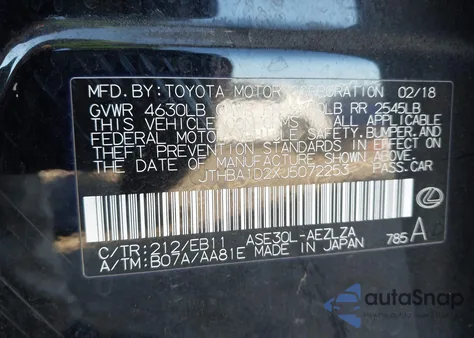 MFD. BY: TOYOTA MOTOR CORPORATION 02/18
GVWR 4630LB LB RR 2545LB
THIS VEHICLE TO ALL APPLICABLE
FEDERAL MOTOR SAFETY, BUMPER, AND
THEFT PREVENTION STANDARDS IN EFFECT ON
THE DATE OF MANUFACTURE SHOWN ABOVE.
JTHBA1D2XJ5072253 PASS.CAR
C/TR:212/EB11 ASE30L-AEZLZA
A/TM:B07A/AA81E MADE IN JAPAN 785 A
autoSnap